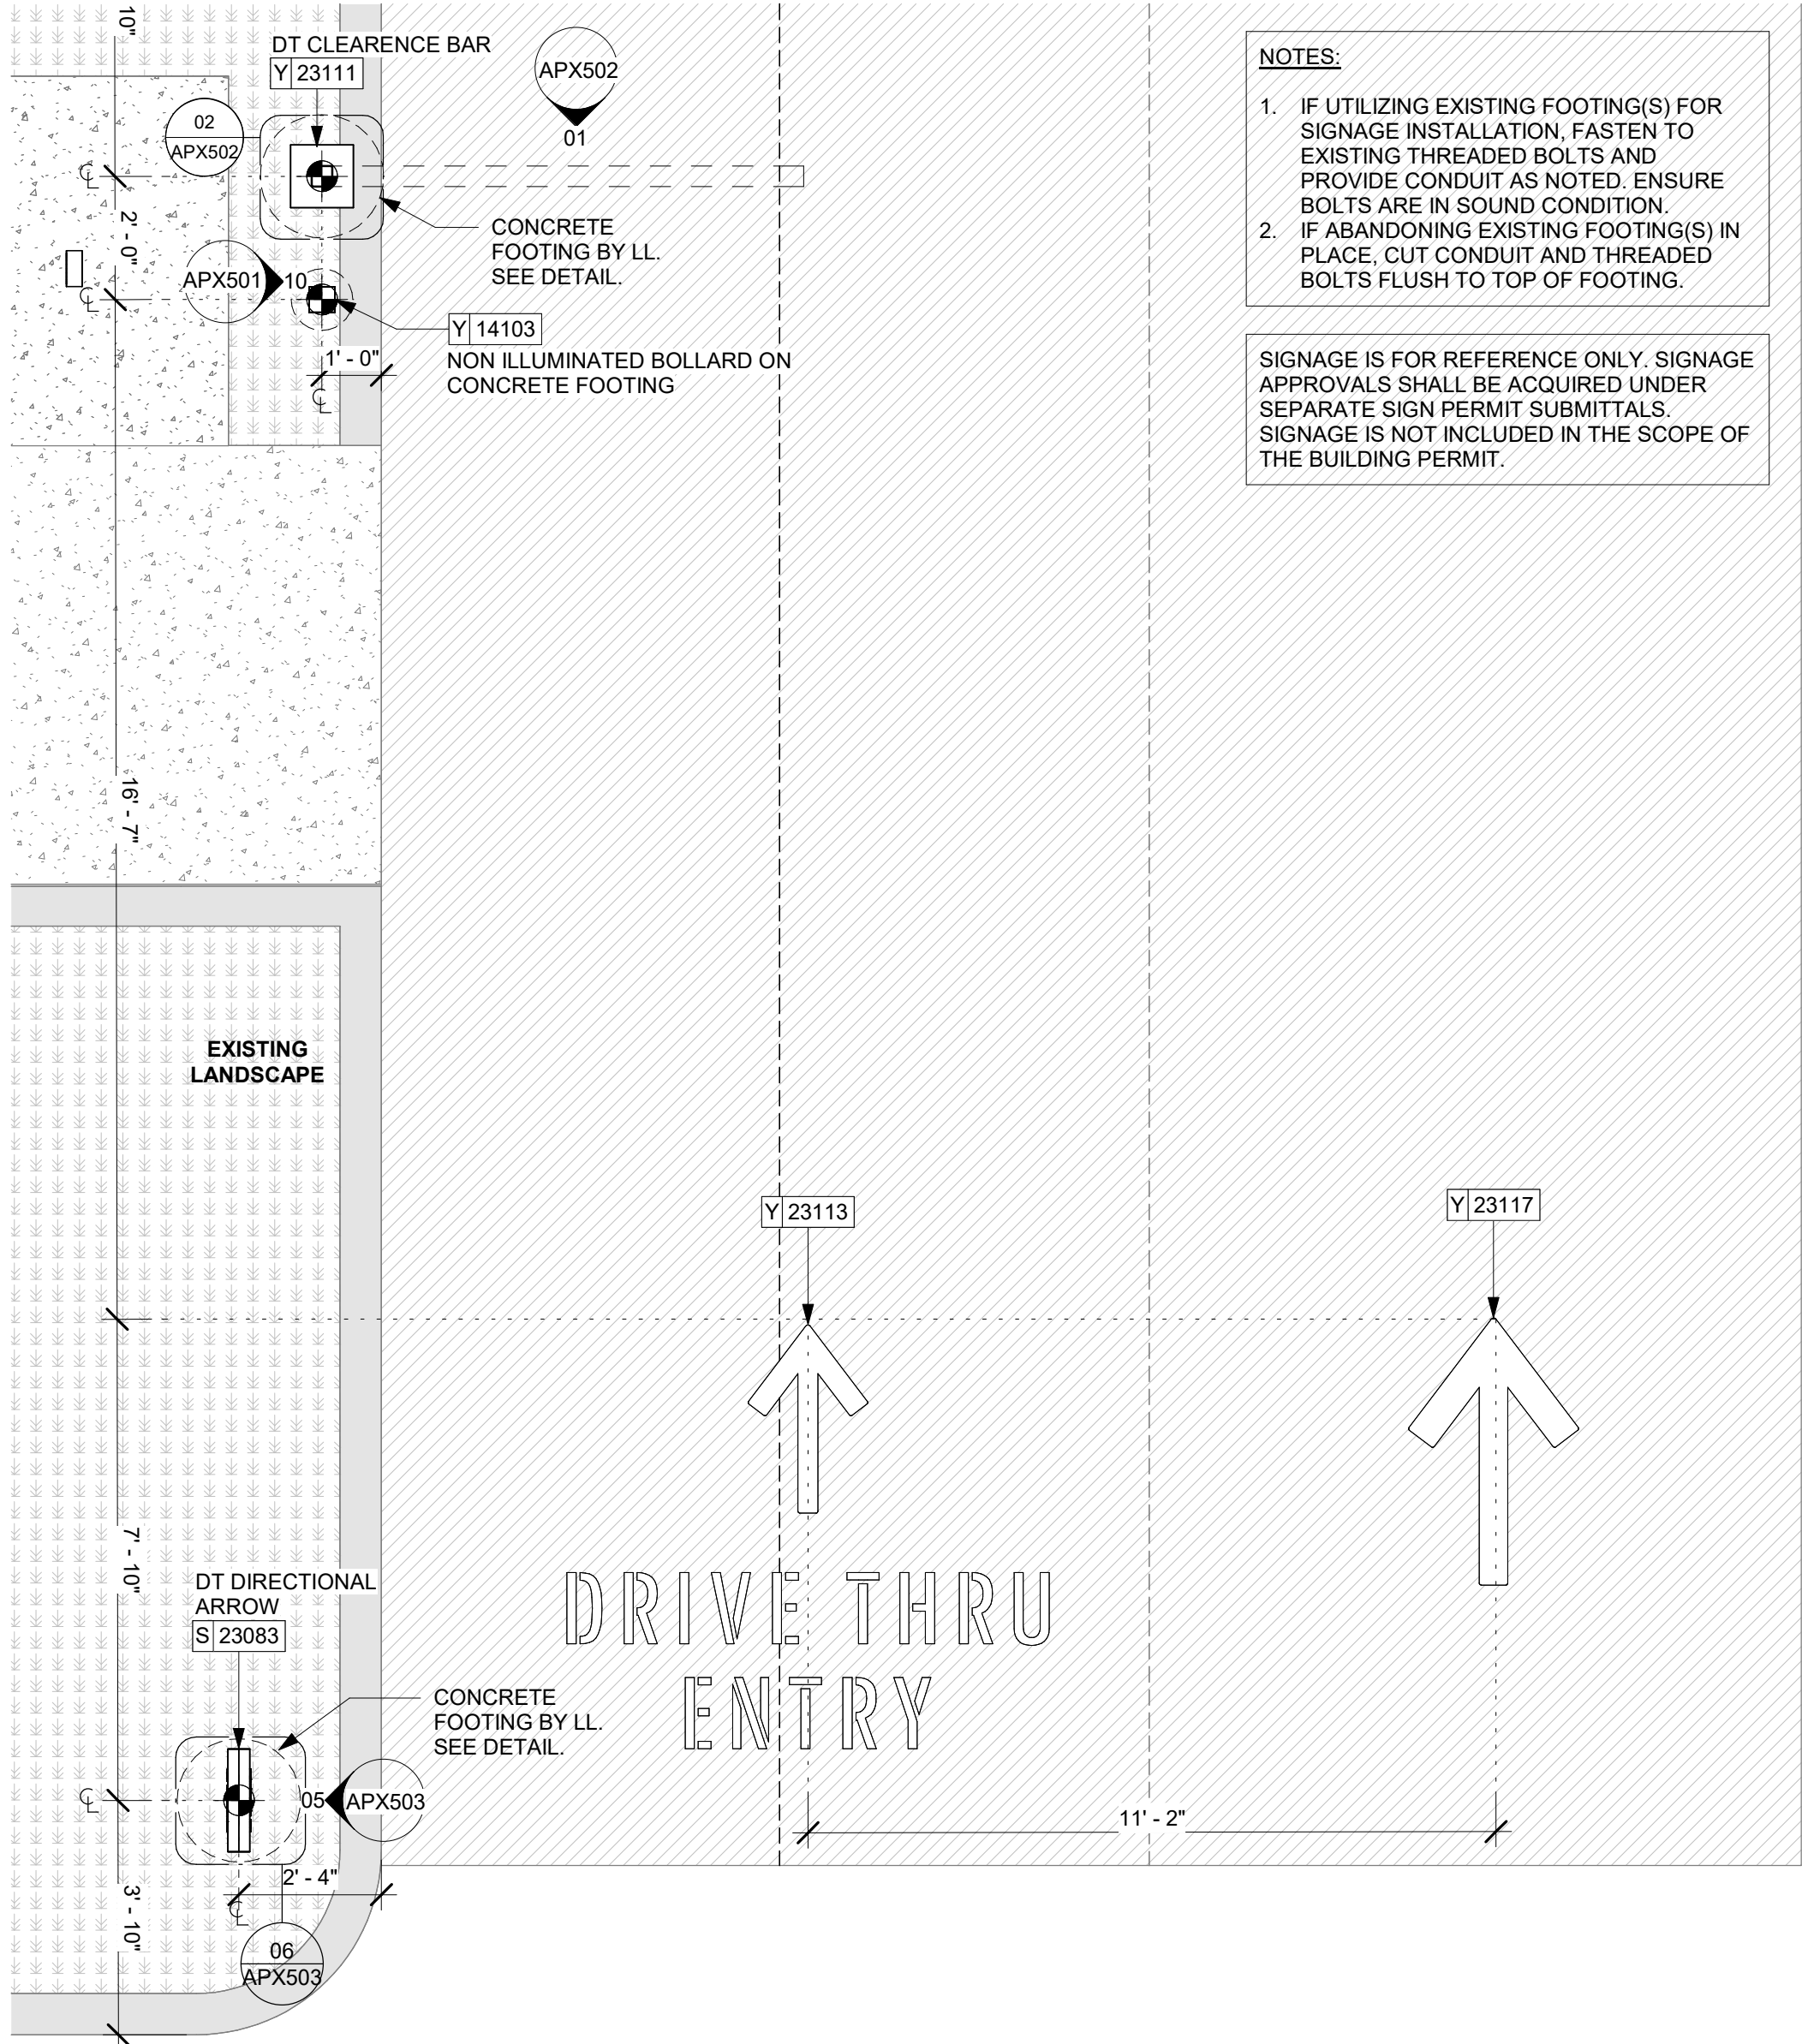 10"
DT CLEARENCE BAR
Y 23111
APX502
01
02
APX502
CL
2' - 0"
CL
CONCRETE
FOOTING BY LL.
SEE DETAIL.
APX501
10
Y 14103
NON ILLUMINATED BOLLARD ON
CONCRETE FOOTING
1' - 0"
CL
NOTES:
1. IF UTILIZING EXISTING FOOTING(S) FOR
SIGNAGE INSTALLATION, FASTEN TO
EXISTING THREADED BOLTS AND
PROVIDE CONDUIT AS NOTED. ENSURE
BOLTS ARE IN SOUND CONDITION.
2. IF ABANDONING EXISTING FOOTING(S) IN
PLACE, CUT CONDUIT AND THREADED
BOLTS FLUSH TO TOP OF FOOTING.
SIGNAGE IS FOR REFERENCE ONLY. SIGNAGE
APPROVALS SHALL BE ACQUIRED UNDER
SEPARATE SIGN PERMIT SUBMITTALS.
SIGNAGE IS NOT INCLUDED IN THE SCOPE OF
THE BUILDING PERMIT.
16' - 7"
EXISTING
LANDSCAPE
Y 23113
Y 23117
7' - 10"
DT DIRECTIONAL
ARROW
S 23083
DRIVE THRU
ENTRY
CONCRETE
FOOTING BY LL.
SEE DETAIL.
CL
05
APX503
11' - 2"
2' - 4"
CL
3' - 10"
06
APX503